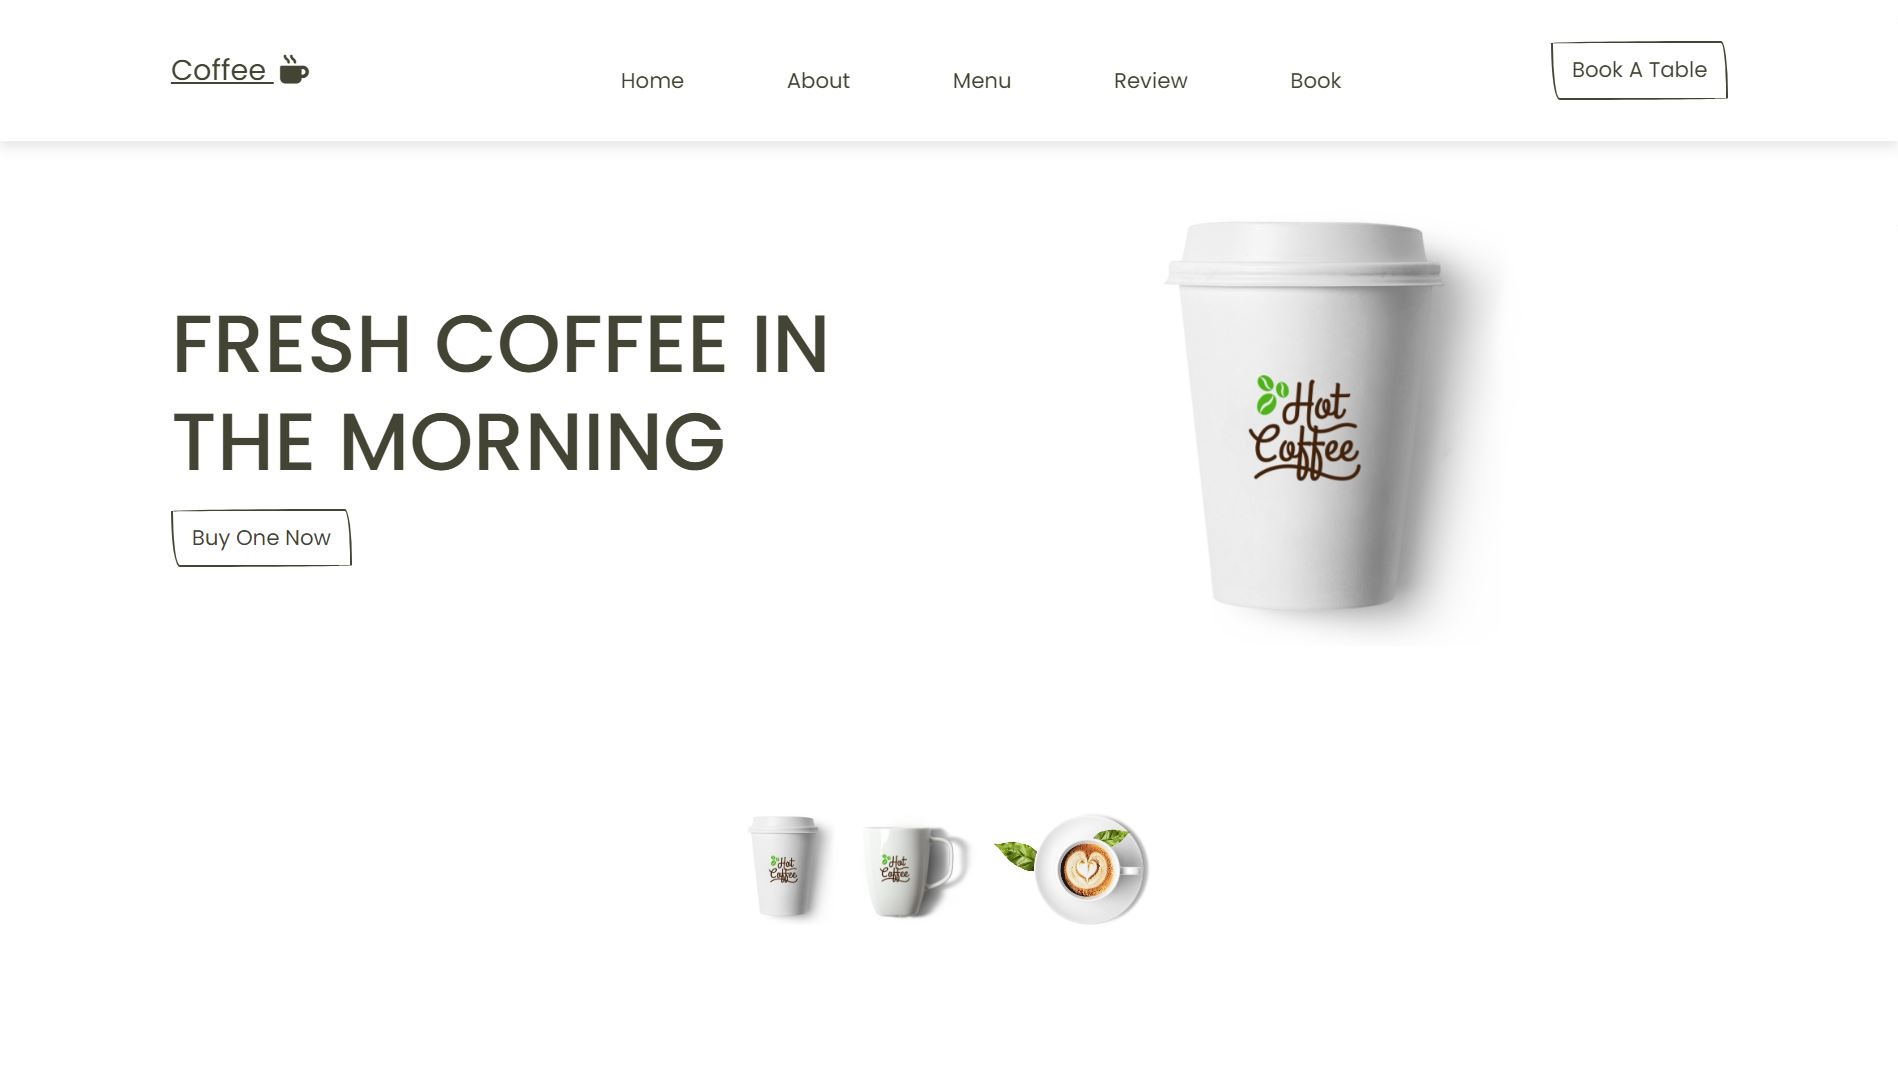 Coffee
Home
About
Menu
Review
Book
Book A Table
FRESH COFFEE IN
THE MORNING
Buy One Now
Hot
Coffee
Hot
Coffee
Hot
Coffee